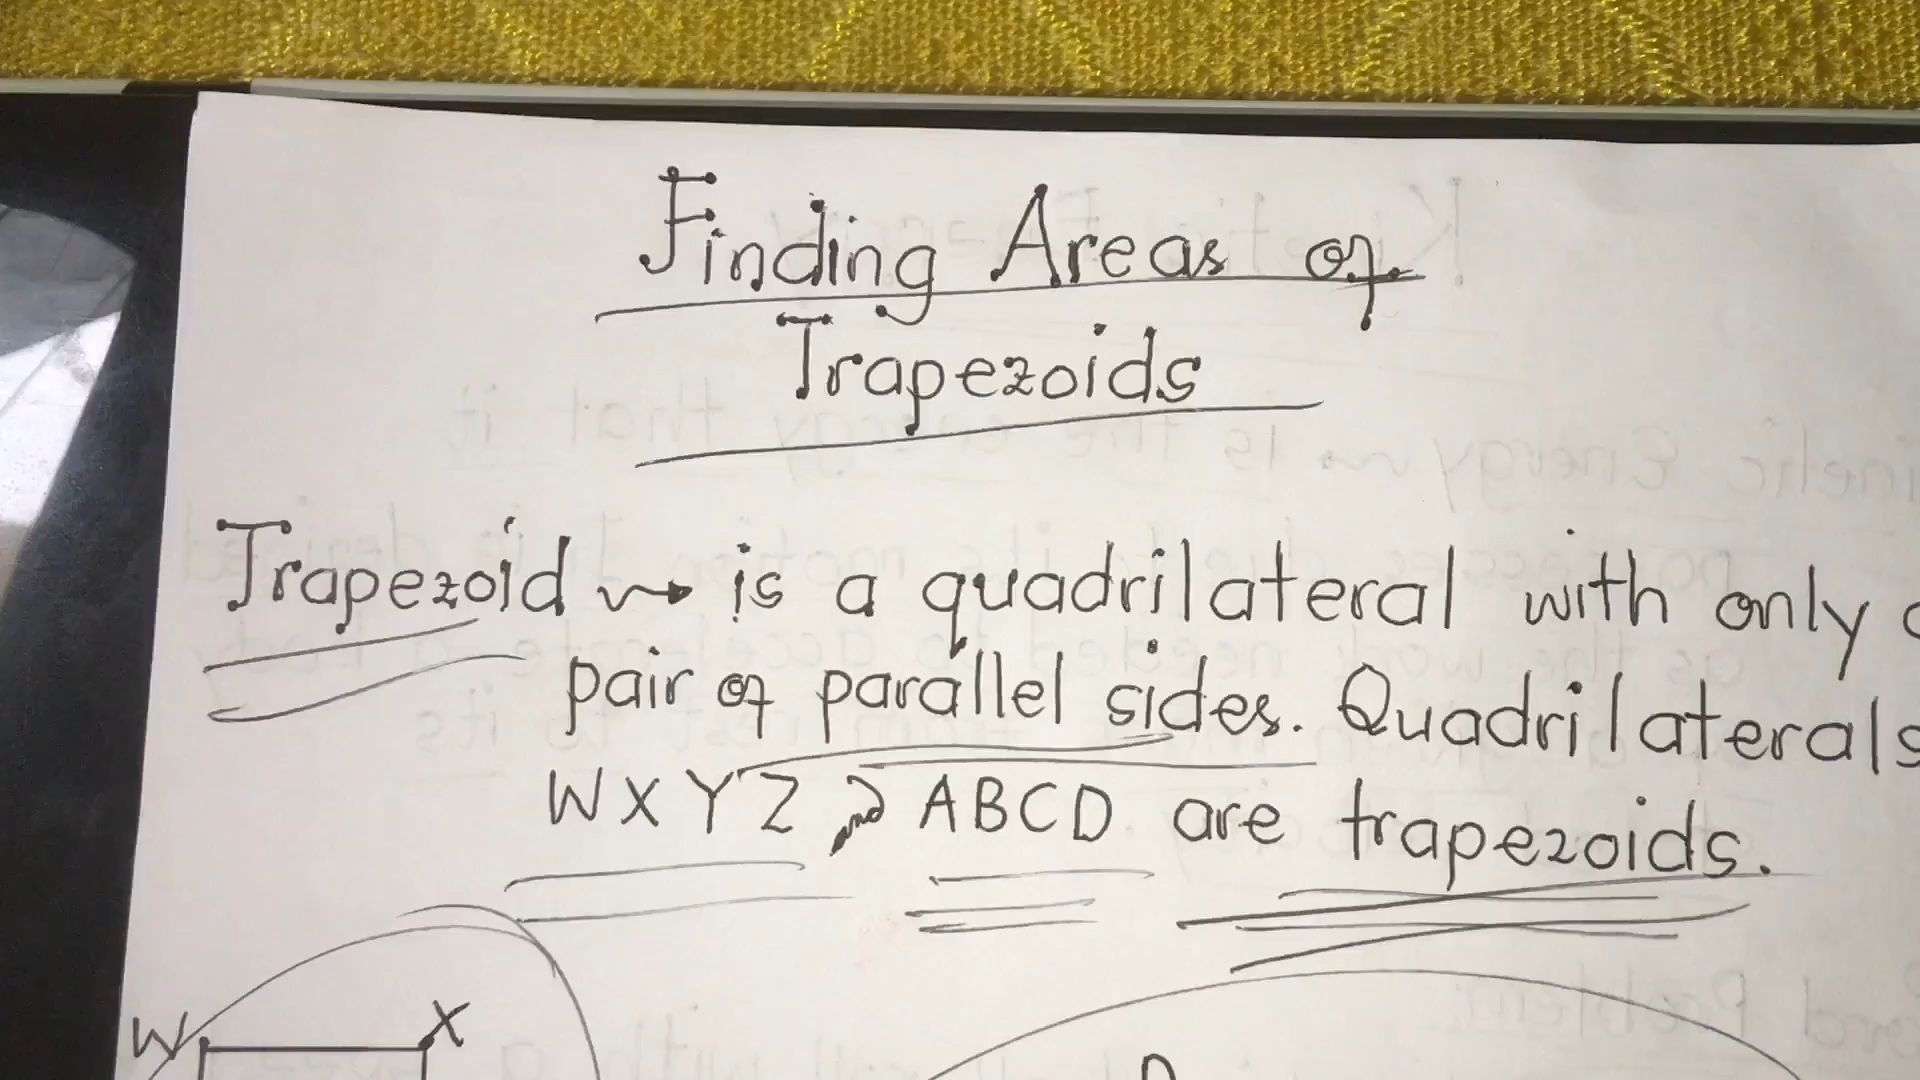 Finding Areas of
Trapezoids
Trapezoid → is a quadrilateral with only
pair of parallel sides. Quadrilaterals
WXYZ and ABCD are trapezoids.
W X